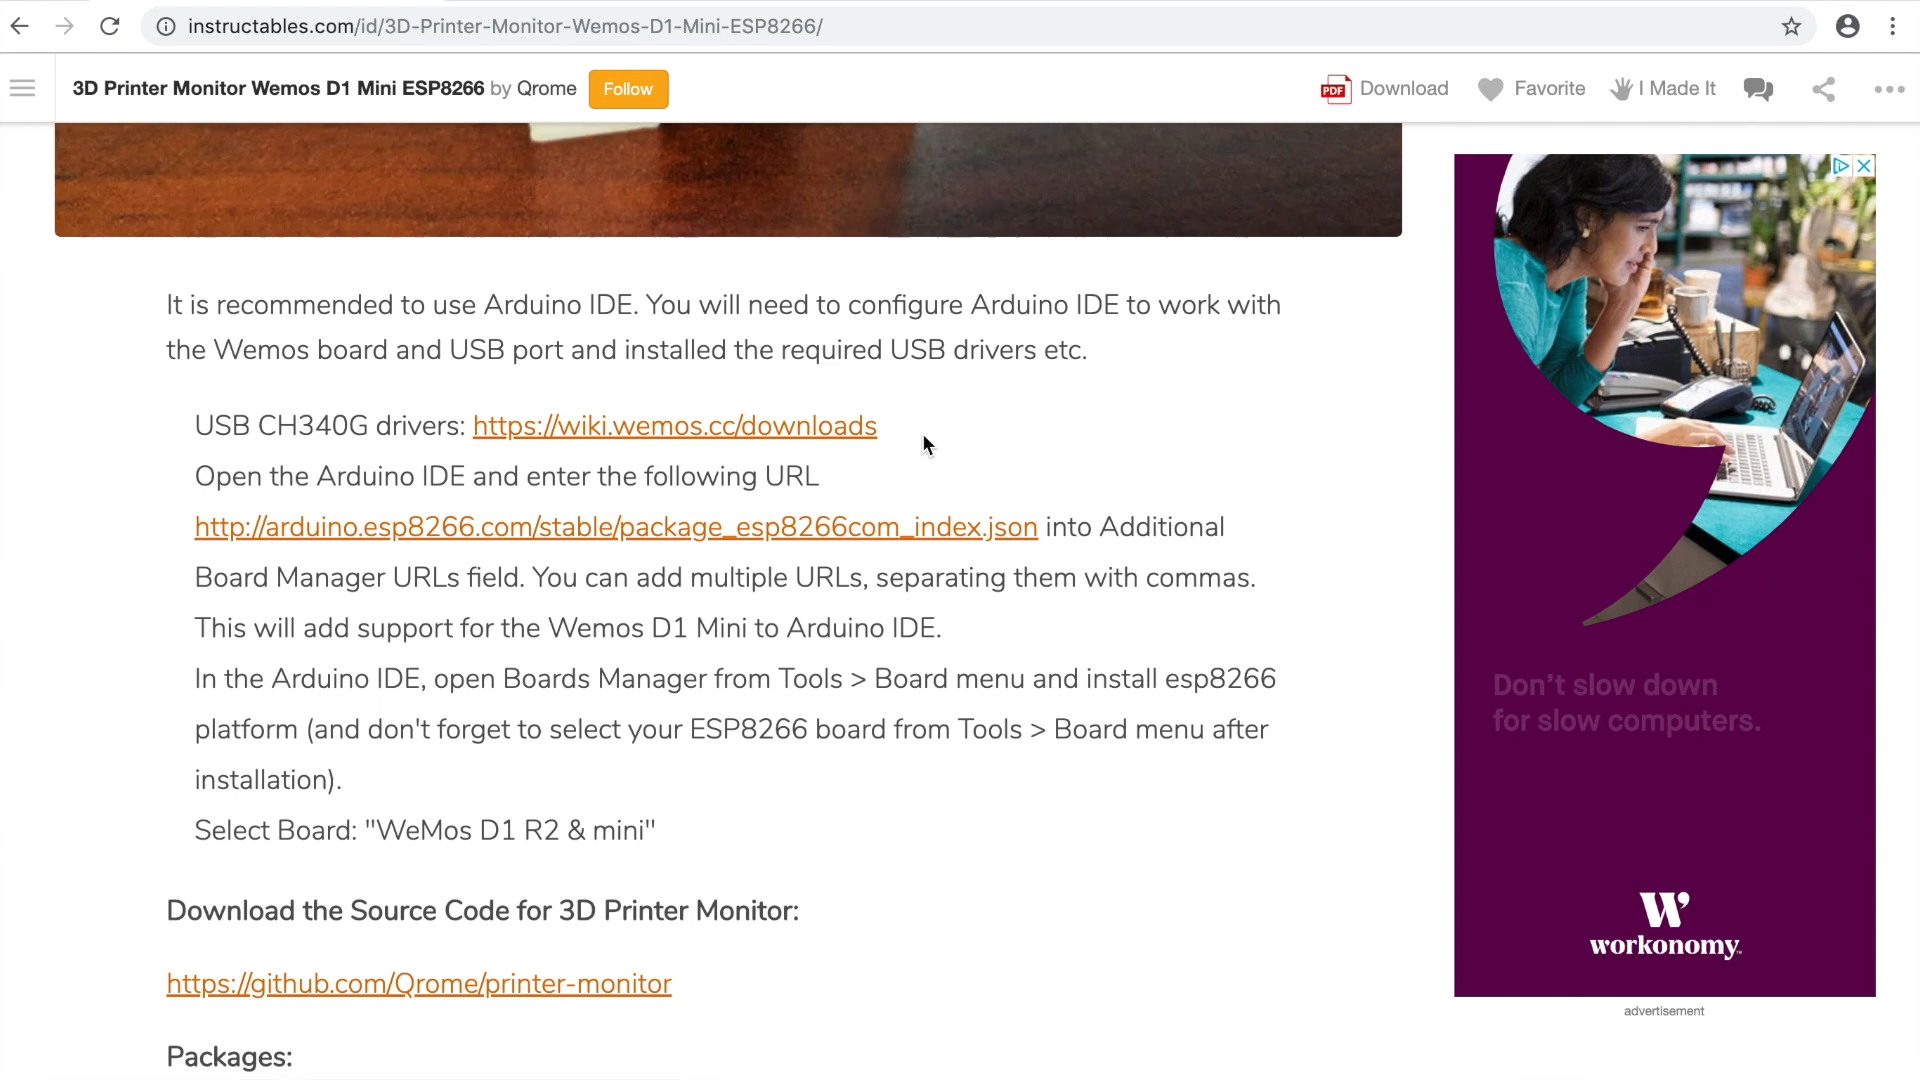 instructables.com/id/3D-Printer-Monitor-Wemos-D1-Mini-ESP8266/
3D Printer Monitor Wemos D1 Mini ESP8266 by Qrome Follow
PDF Download Favorite I Made It
It is recommended to use Arduino IDE. You will need to configure Arduino IDE to work with
the Wemos board and USB port and installed the required USB drivers etc.
USB CH340G drivers: https://wiki.wemos.cc/downloads
Open the Arduino IDE and enter the following URL
http://arduino.esp8266.com/stable/package_esp8266com_index.json into Additional
Board Manager URLs field. You can add multiple URLs, separating them with commas.
This will add support for the Wemos D1 Mini to Arduino IDE.
In the Arduino IDE, open Boards Manager from Tools > Board menu and install esp8266
platform (and don't forget to select your ESP8266 board from Tools > Board menu after
installation).
Select Board: "WeMos D1 R2 & mini"
Download the Source Code for 3D Printer Monitor:
https://github.com/Qrome/printer-monitor
Packages:
Don't slow down
for slow computers.
W
workonomy™
advertisement